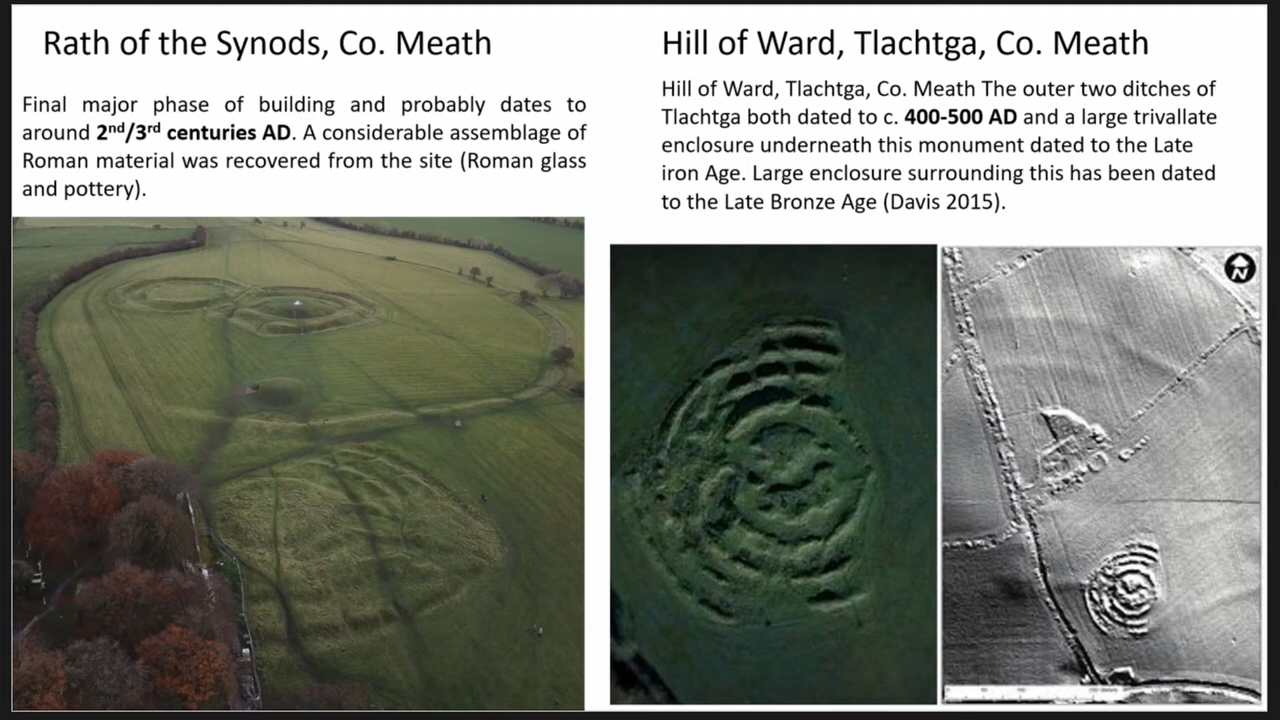 Rath of the Synods, Co. Meath
Final major phase of building and probably dates to
around 2nd/3rd centuries AD. A considerable assemblage of
Roman material was recovered from the site (Roman glass
and pottery).
Hill of Ward, Tlachtga, Co. Meath
Hill of Ward, Tlachtga, Co. Meath The outer two ditches of
Tlachtga both dated to c. 400-500 AD and a large trivallate
enclosure underneath this monument dated to the Late
iron Age. Large enclosure surrounding this has been dated
to the Late Bronze Age (Davis 2015).
N